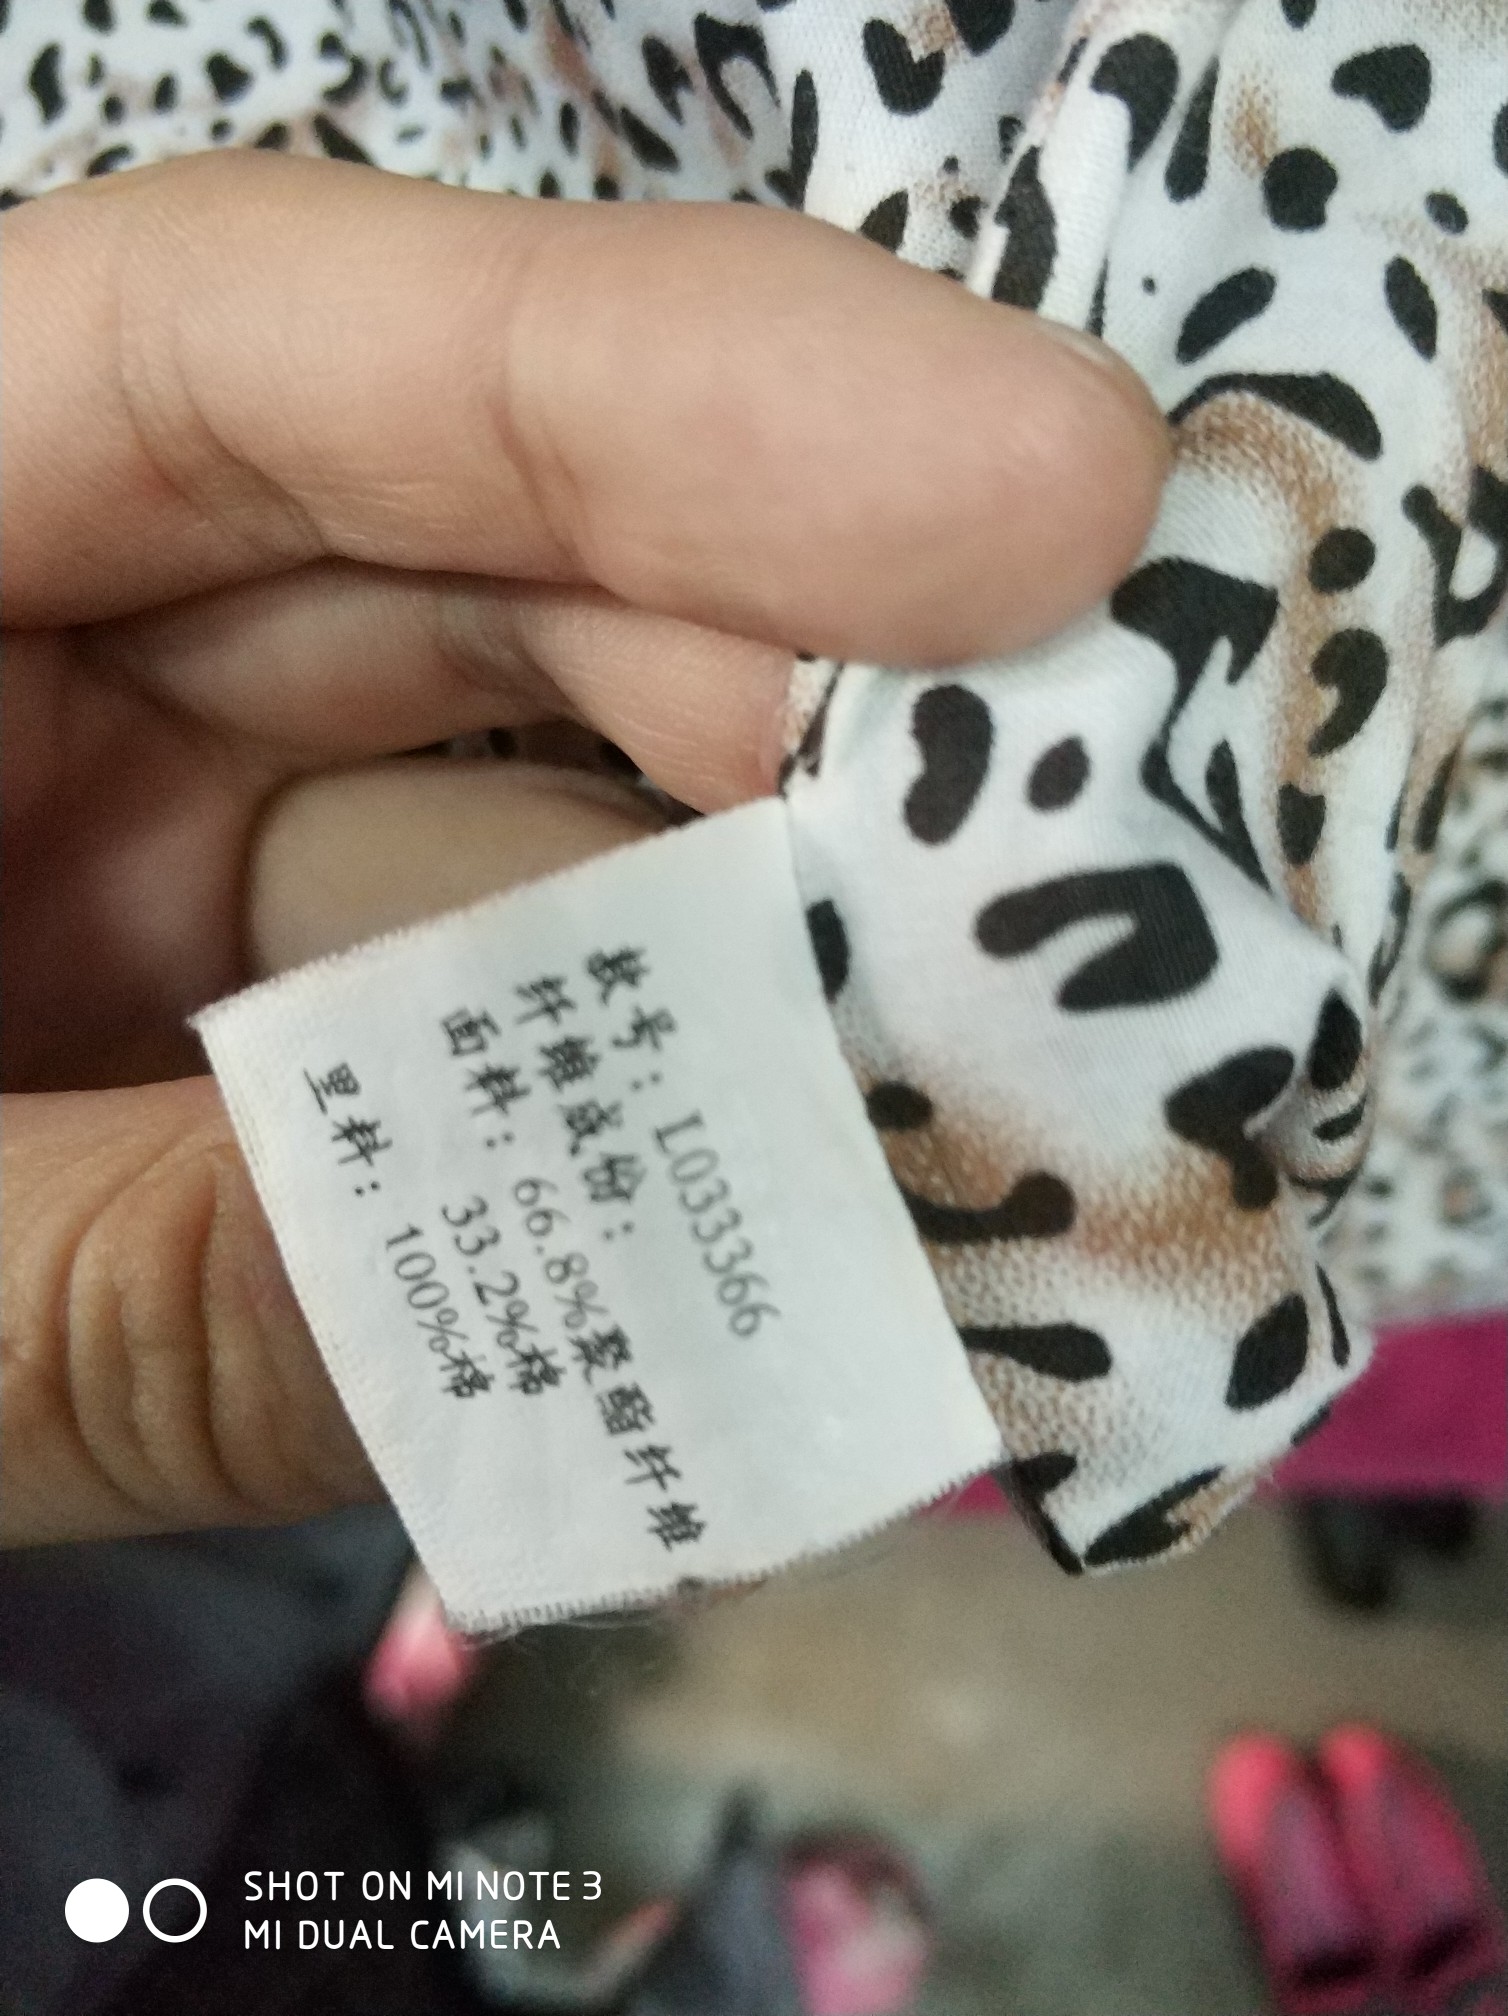 款号：L033366
纤维成份：
面料：66.8%聚酯纤维
33.2%棉
里料：100%棉
SHOT ON MI NOTE 3
MI DUAL CAMERA